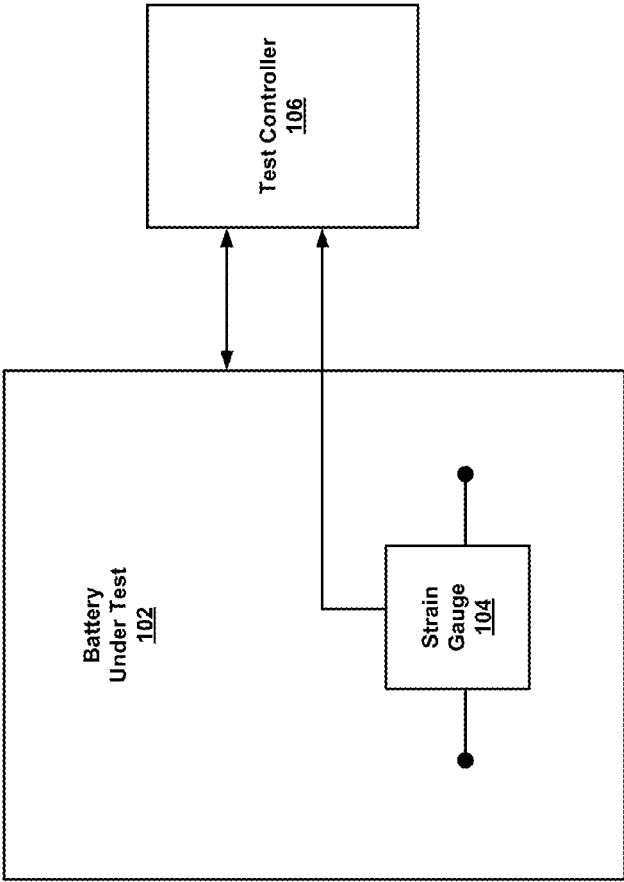 Battery
Under Test
102
Strain
Gauge
104
Test Controller
106